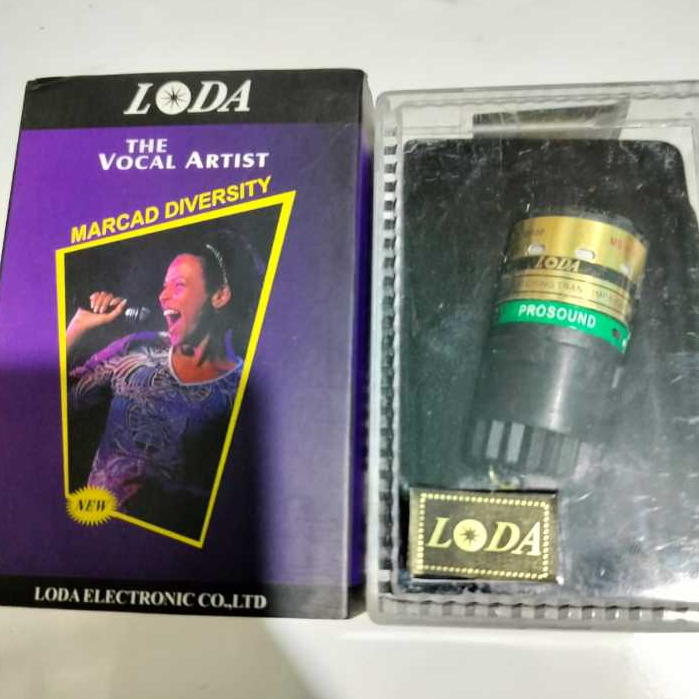 LODA
THE
VOCAL ARTIST
MARCAD DIVERSITY
NEW
LODA ELECTRONIC CO.,LTD
LODA
PROSOUND
LODA